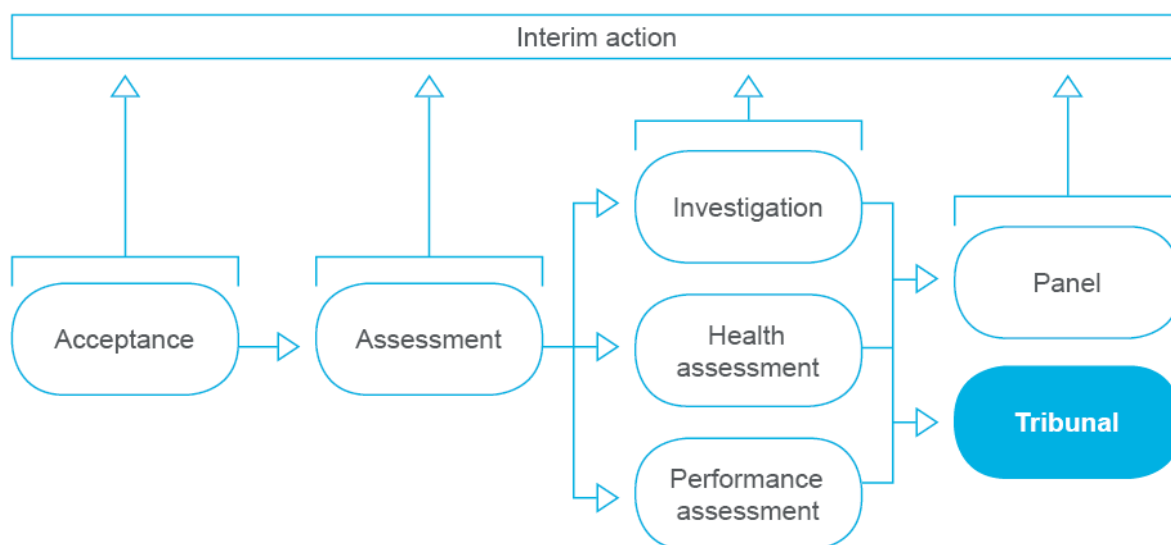 Interim action
Acceptance
Assessment
Investigation
Health
assessment
Performance
assessment
Panel
Tribunal